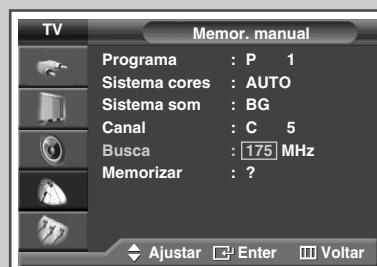 TV
Memor. manual
Programa : P 1
Sistema cores : AUTO
Sistema som : BG
Canal : C 5
Busca : 175 MHz
Memorizar : ?
Ajustar Enter Voltar